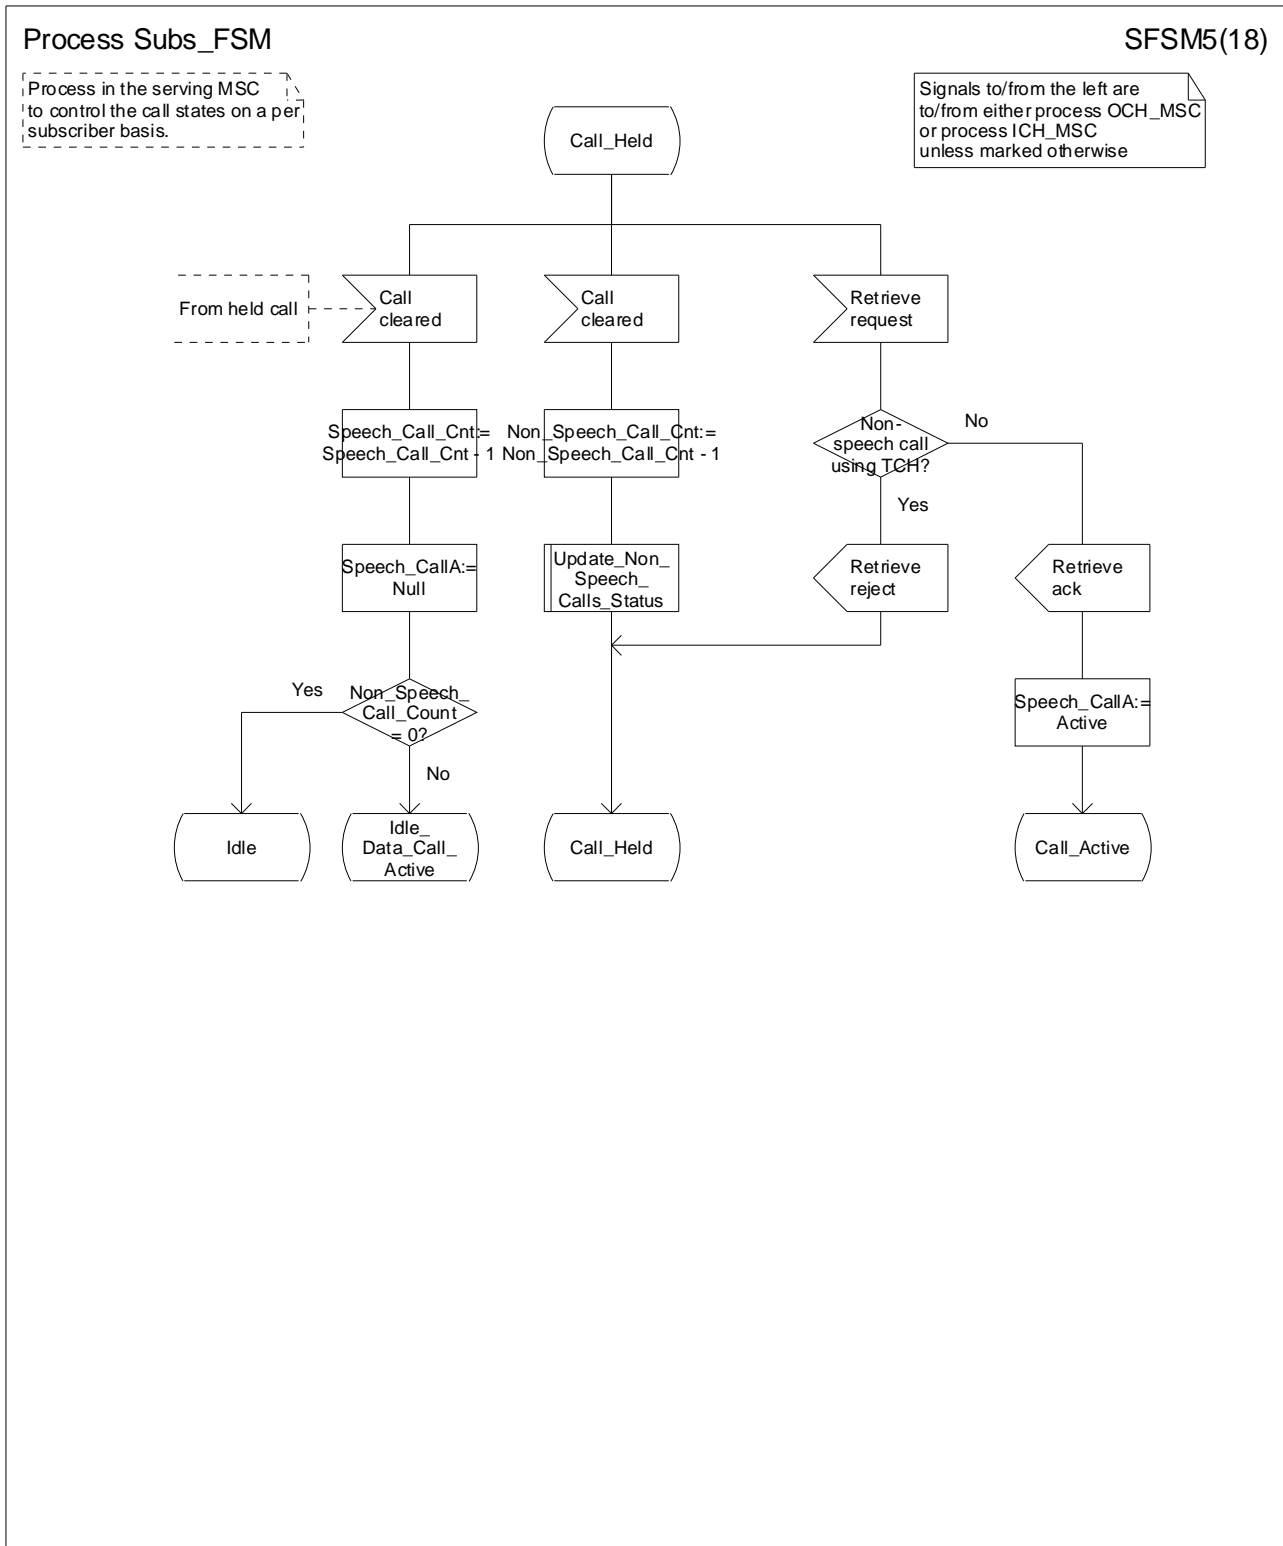 Process Subs_FSM
SFSM5(18)
Process in the serving MSC
to control the call states on a per
subscriber basis.
Signals to/from the left are
to/from either process OCH_MSC
or process ICH_MSC
unless marked otherwise
Call_Held
From held call
Call
cleared
Call
cleared
Retrieve
request
Speech_Call_Cnt:=
Speech_Call_Cnt - 1
Non_Speech_Call_Cnt:=
Non_Speech_Call_Cnt - 1
Non-
speech call
using TCH?
No
Yes
Speech_CallA:=
Null
Update_Non_
Speech_
Calls_Status
Retrieve
reject
Retrieve
ack
Yes
Non_Speech_
Call_Count
= 0?
No
Speech_CallA:=
Active
Idle
Idle_
Data_Call_
Active
Call_Held
Call_Active